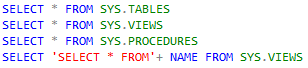 SELECT * FROM SYS.TABLES
SELECT * FROM SYS.VIEWS
SELECT * FROM SYS.PROCEDURES
SELECT 'SELECT * FROM'+ NAME FROM SYS.VIEWS